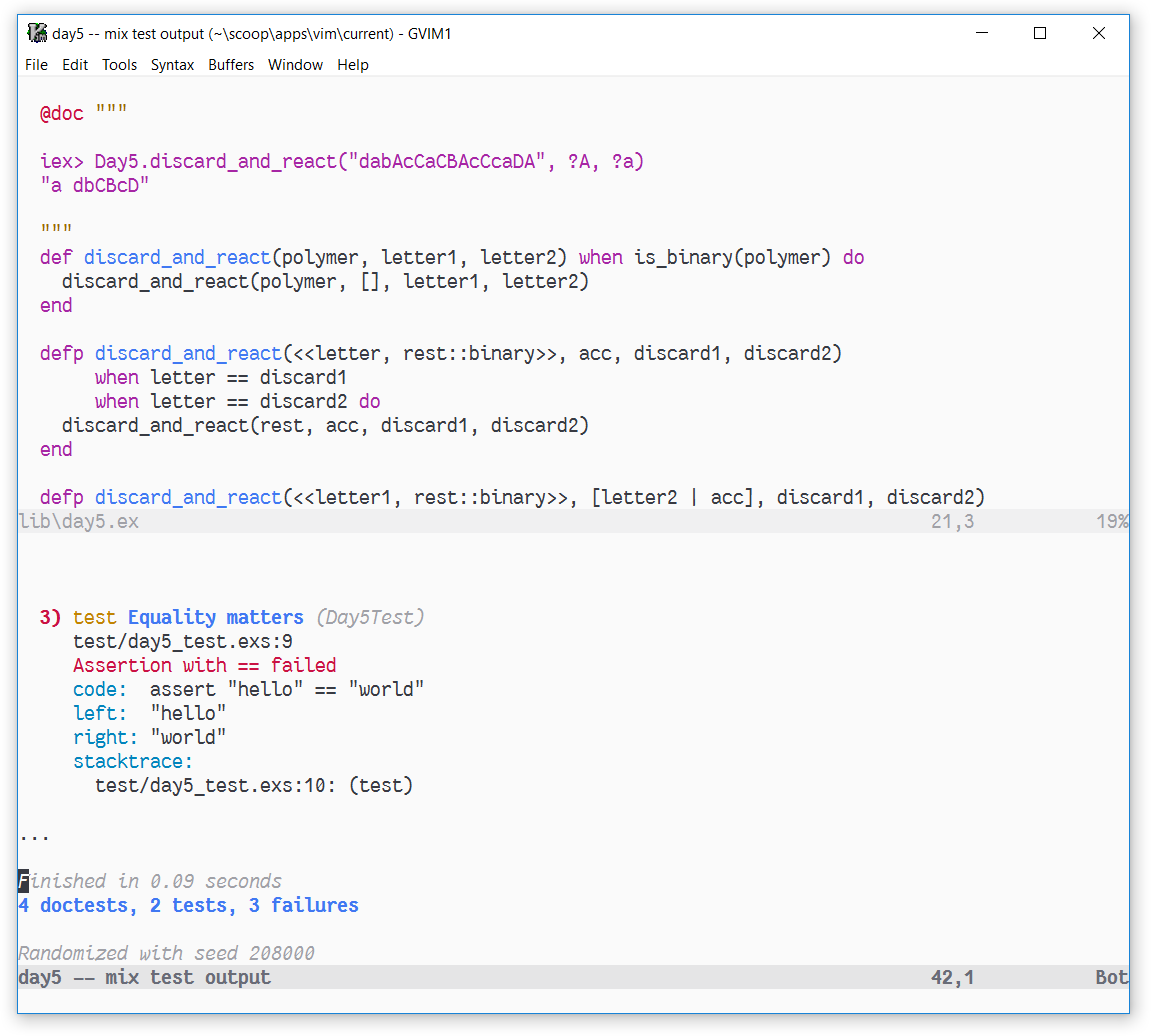 day5 -- mix test output (~\scoop\apps\vim\current) - GVIM1
File Edit Tools Syntax Buffers Window Help
@doc """
iex> Day5.discard_and_react("dabAcCaCBAcCcaDA", ?A, ?a)
"a dbCBcD"
"""
def discard_and_react(polymer, letter1, letter2) when is_binary(polymer) do
discard_and_react(polymer, [], letter1, letter2)
end
defp discard_and_react(<<letter, rest::binary>>, acc, discard1, discard2)
when letter == discard1
when letter == discard2 do
discard_and_react(rest, acc, discard1, discard2)
end
defp discard_and_react(<<letter1, rest::binary>>, [letter2 | acc], discard1, discard2)
lib\day5.ex 21,3 19%
3) test Equality matters (Day5Test)
test/day5_test.exs:9
Assertion with == failed
code: assert "hello" == "world"
left: "hello"
right: "world"
stacktrace:
test/day5_test.exs:10: (test)
...
Finished in 0.09 seconds
4 doctests, 2 tests, 3 failures
Randomized with seed 208000
day5 -- mix test output 42,1 Bot